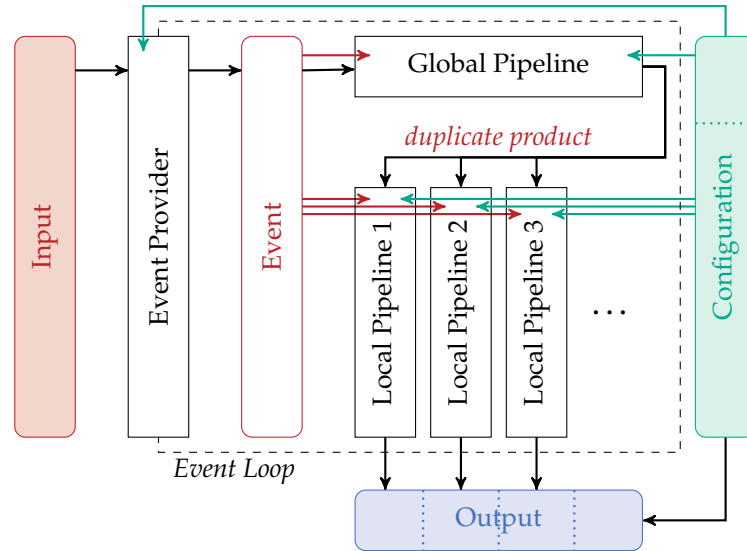 Global Pipeline
duplicate product
Input
Event Provider
Event
Local Pipeline 1
Local Pipeline 2
Local Pipeline 3
...
Configuration
Event Loop
Output